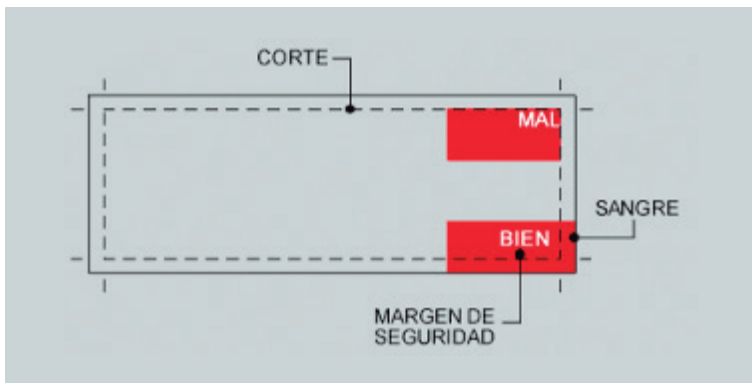 CORTE
MAL
SANGRE
BIEN
MARGEN DE
SEGURIDAD